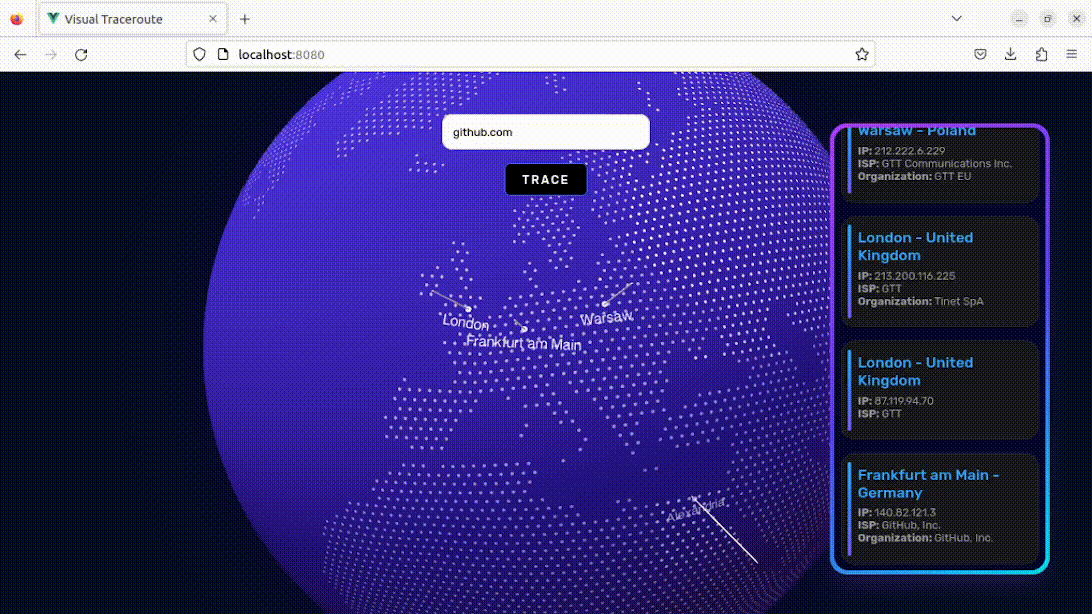 Visual Traceroute
localhost:8080
github.com
TRACE
London
Frankfurt am Main
Warsaw
Alexandria
Warsaw - Poland
IP: 212.222.6.229
ISP: GTT Communications Inc.
Organization: GTT EU
London - United
Kingdom
IP: 213.200.116.225
ISP: GTT
Organization: Tinet SpA
London - United
Kingdom
IP: 87.119.94.70
ISP: GTT
Frankfurt am Main -
Germany
IP: 140.82.121.3
ISP: GitHub, Inc.
Organization: GitHub, Inc.